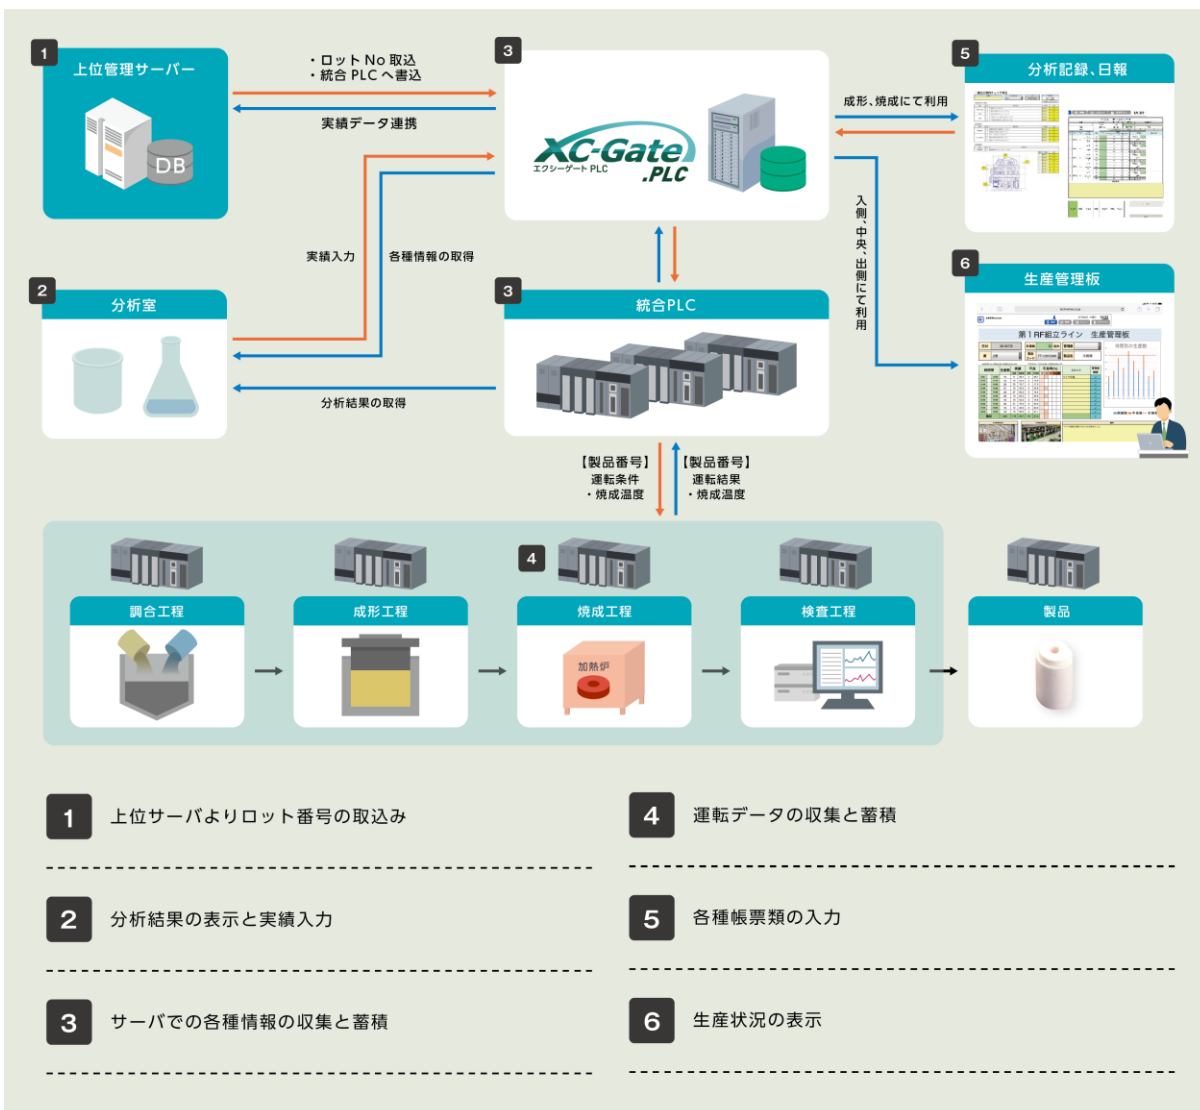 1
上位管理サーバー
DB
・ロット No 取込
・統合 PLC へ書込
実績データ連携
3
XC-Gate
.PLC
エクシーゲート PLC
成形、焼成にて利用
5
分析記録、日報
入側、中央、出側にて利用
実績入力
各種情報の取得
2
分析室
分析結果の取得
3
統合PLC
6
生産管理板
第1RF組立ライン 生産管理板
【製品番号】
運転条件
・焼成温度
【製品番号】
運転結果
・焼成温度
4
調合工程
成形工程
焼成工程
加熱炉
検査工程
製品
1 上位サーバよりロット番号の取込み
2 分析結果の表示と実績入力
3 サーバでの各種情報の収集と蓄積
4 運転データの収集と蓄積
5 各種帳票類の入力
6 生産状況の表示